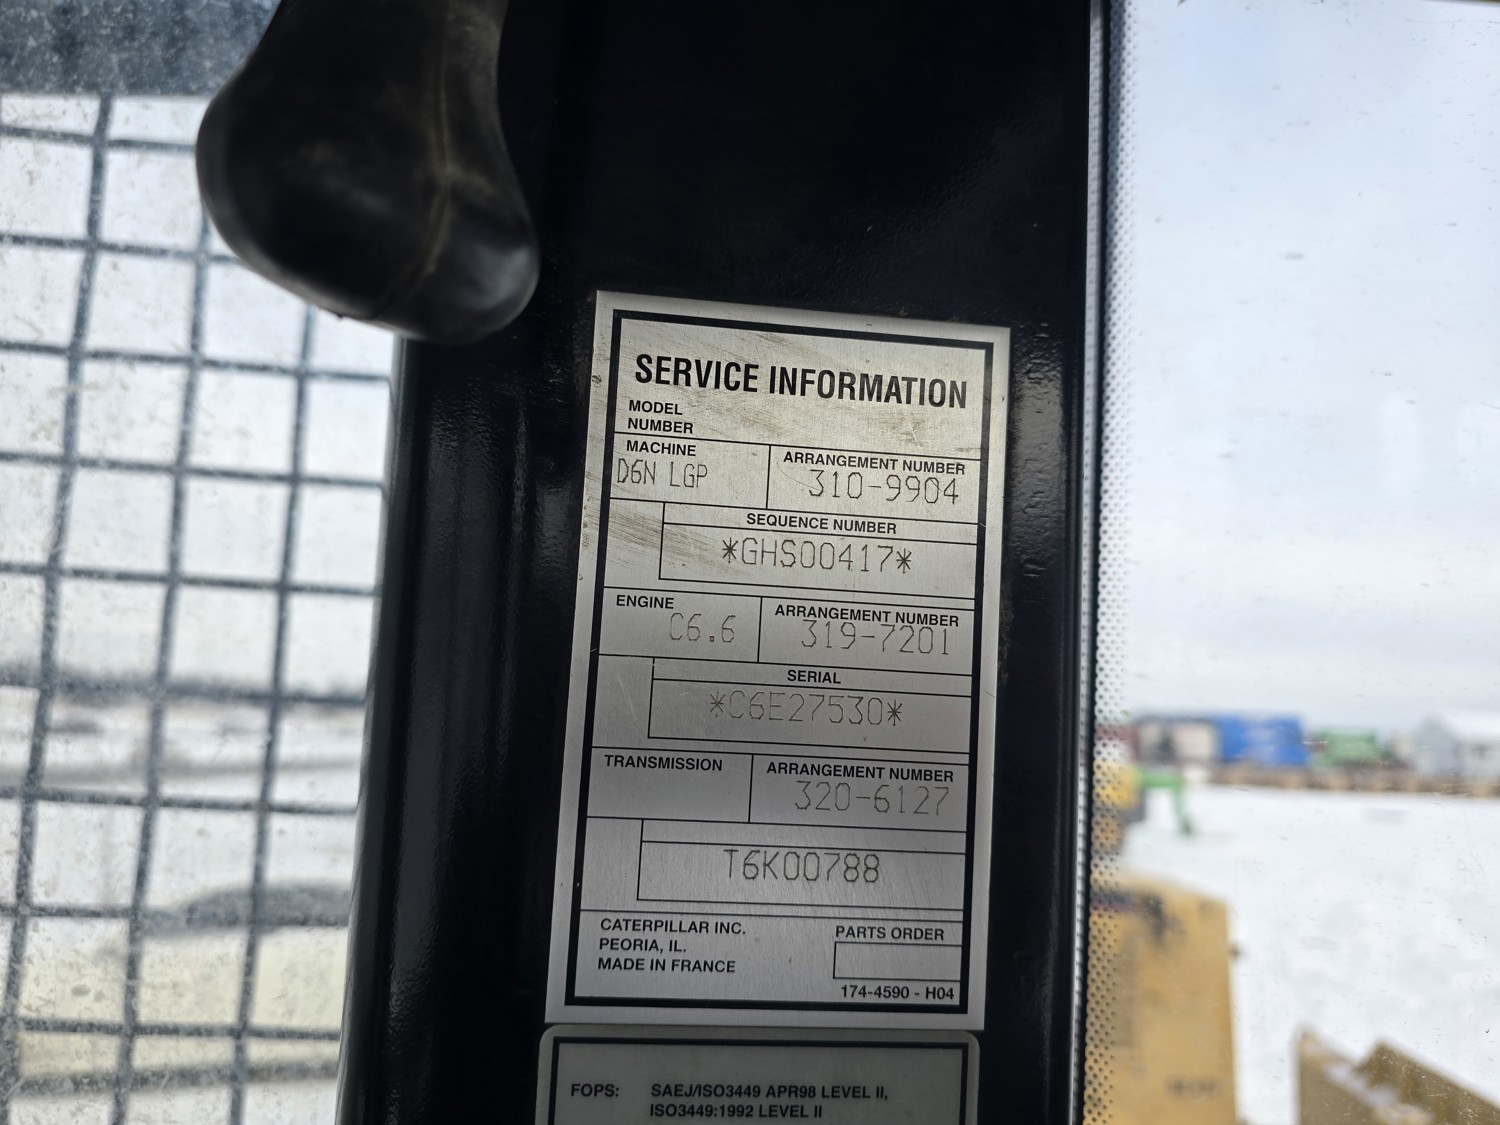 SERVICE INFORMATION
MODEL
NUMBER
MACHINE
D6N LGP
ARRANGEMENT NUMBER
310-9904
SEQUENCE NUMBER
*GHS00417*
ENGINE
C6.6
ARRANGEMENT NUMBER
319-7201
SERIAL
*C6E27530*
TRANSMISSION
ARRANGEMENT NUMBER
320-6127
T6K00788
CATERPILLAR INC.
PEORIA, IL.
MADE IN FRANCE
PARTS ORDER
174-4590 - H04
FOPS: SAEJ/ISO3449 APR98 LEVEL II,
ISO3449:1992 LEVEL II